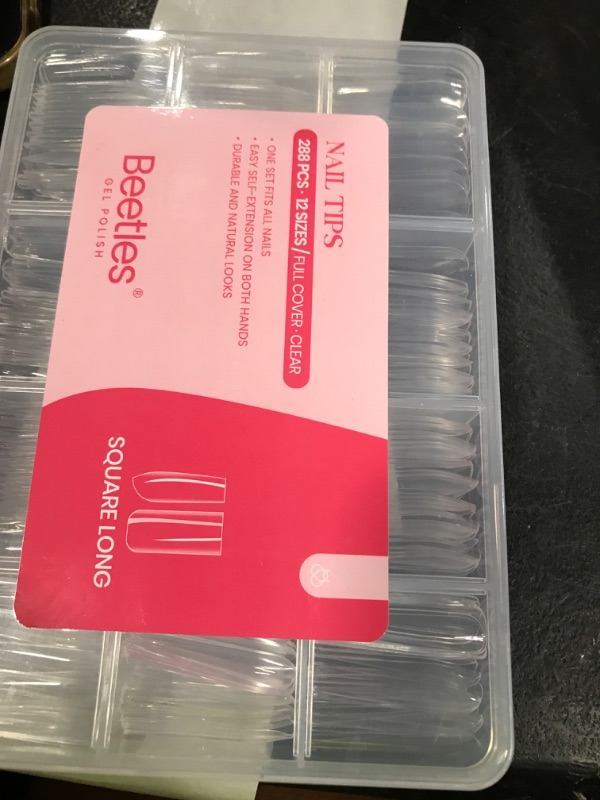 NAIL TIPS
288 PCS · 12 SIZES / FULL COVER · CLEAR
• ONE SET FITS ALL NAILS
• EASY SELF-EXTENSION ON BOTH HANDS
• DURABLE AND NATURAL LOOKS
Beetles®
GEL POLISH
SQUARE LONG